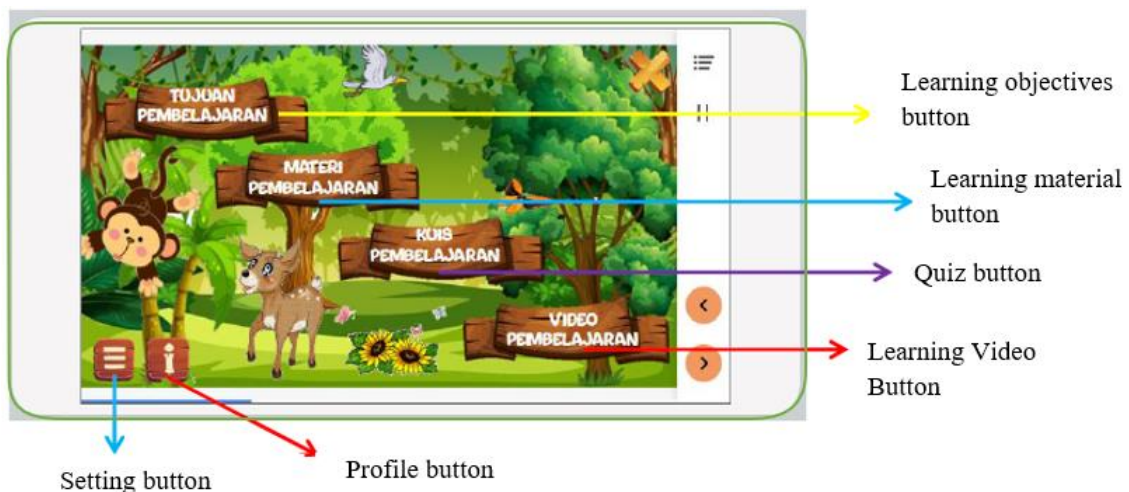 TUJUAN
PEMBELAJARAN
MATERI
PEMBELAJARAN
KUIS
PEMBELAJARAN
VIDEO
PEMBELAJARAN
Learning objectives
button
Learning material
button
Quiz button
Learning Video
Button
Setting button
Profile button